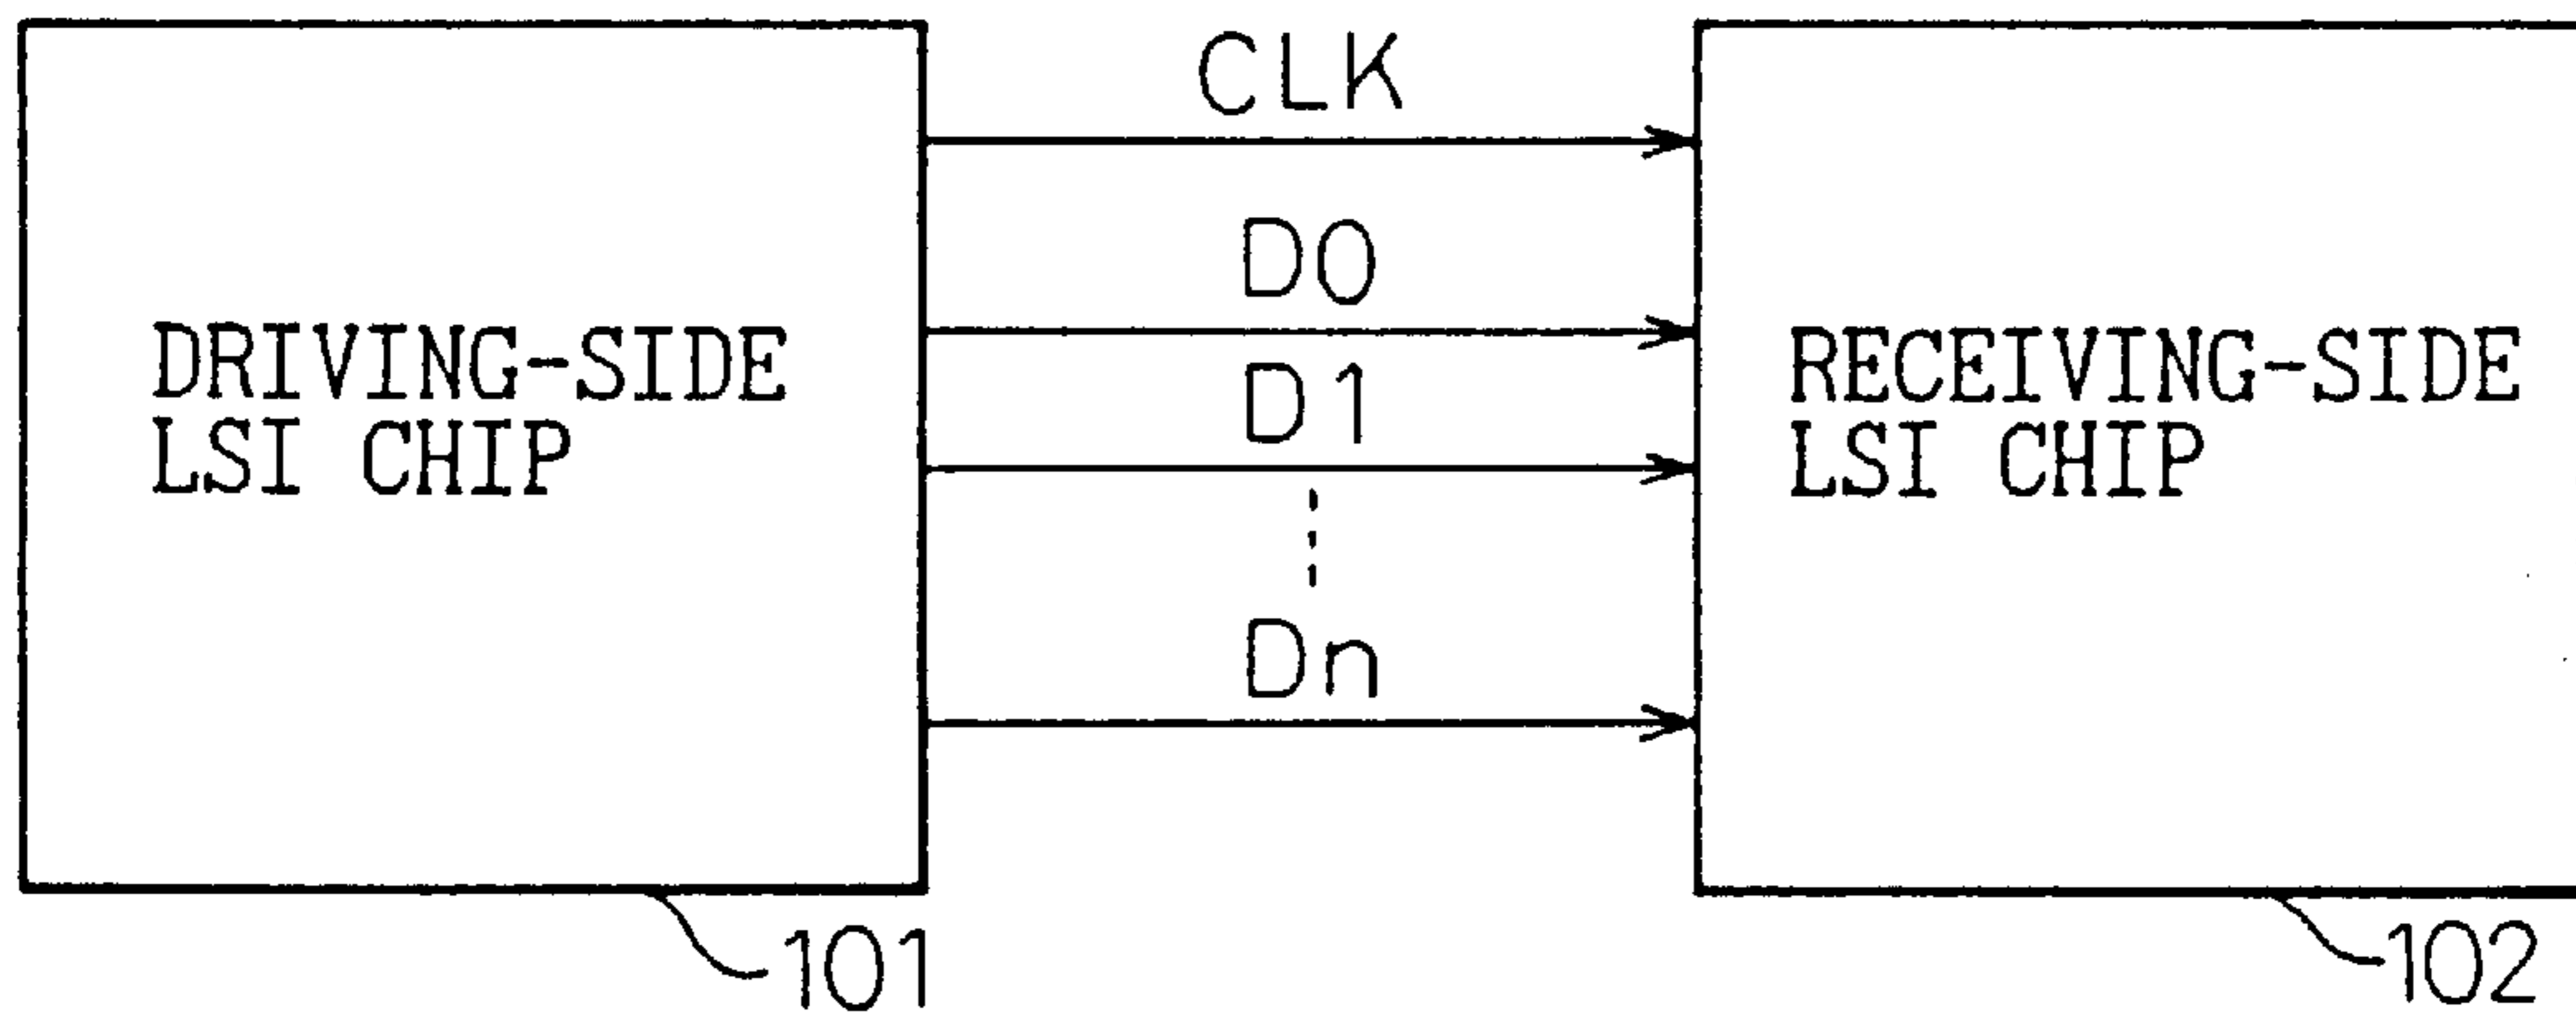 CLK
D0
D1
Dn
DRIVING-SIDE
LSI CHIP
RECEIVING-SIDE
LSI CHIP
101
102